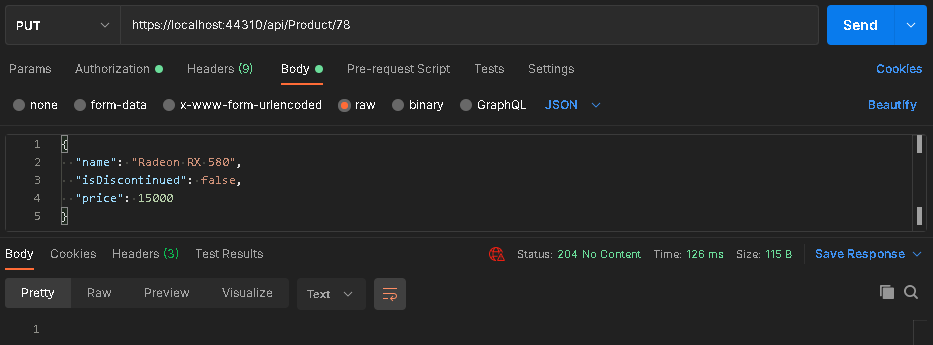 PUT https://localhost:44310/api/Product/78 Send
Params Authorization Headers (9) Body Pre-request Script Tests Settings Cookies
none form-data x-www-form-urlencoded raw binary GraphQL JSON Beautify
1 {
2 "name": "Radeon RX 580",
3 "isDiscontinued": false,
4 "price": 15000
5 }
Body Cookies Headers (3) Test Results Status: 204 No Content Time: 126 ms Size: 115 B Save Response
Pretty Raw Preview Visualize Text
1